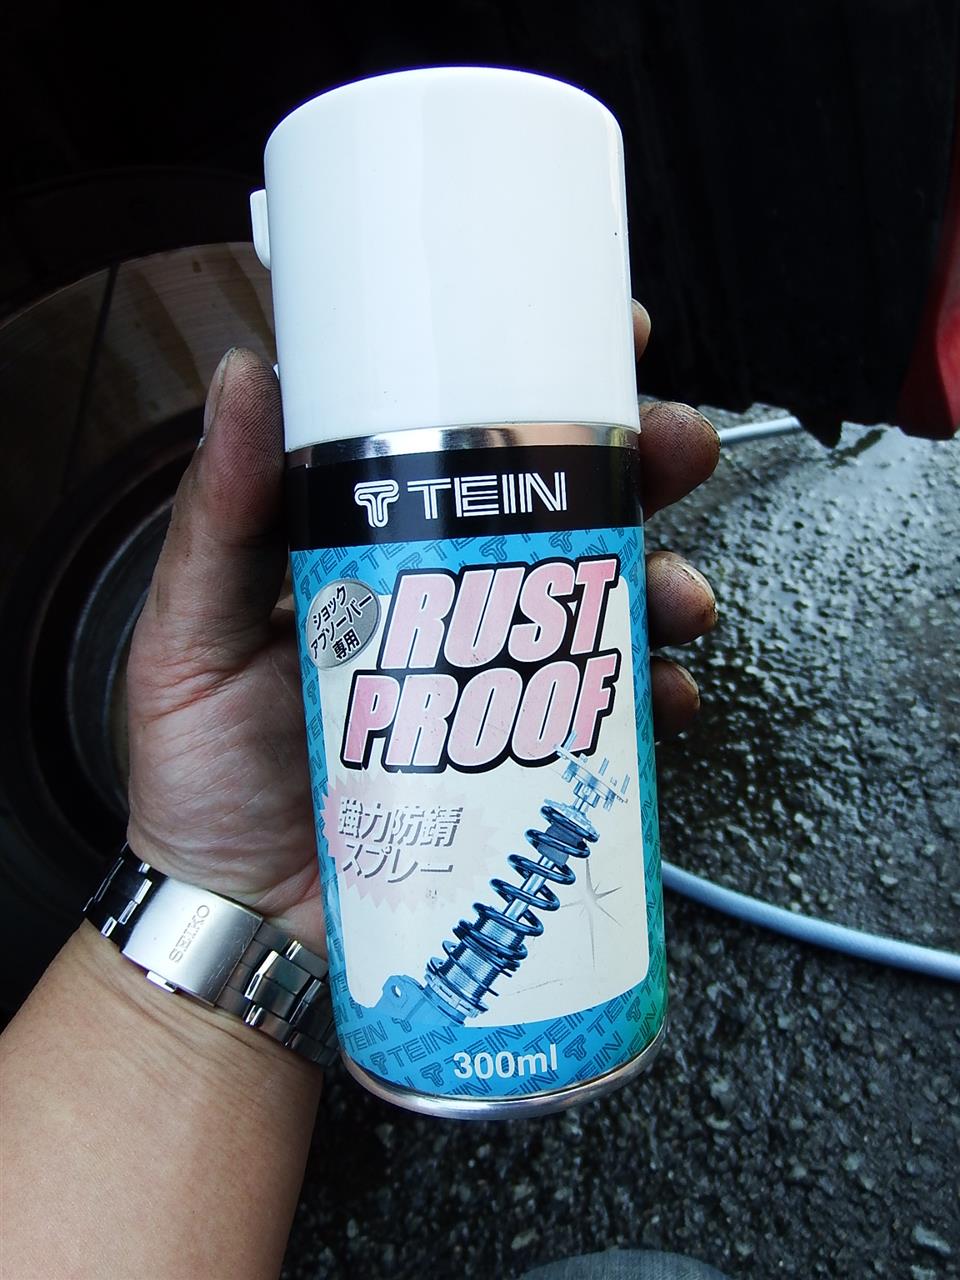 TEIN
ショック
アブソーバー
専用
RUST
PROOF
強力防錆
スプレー
300ml
SEIKO